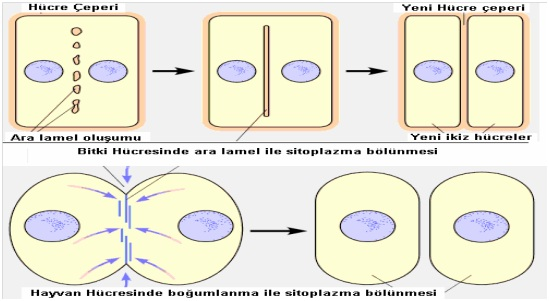 Hücre Çeperi
Yeni Hücre çeperi
Ara lamel oluşumu
Yeni ikiz hücreler
Bitki Hücresinde ara lamel ile sitoplazma bölünmesi
Hayvan Hücresinde boğumlanma ile sitoplazma bölünmesi